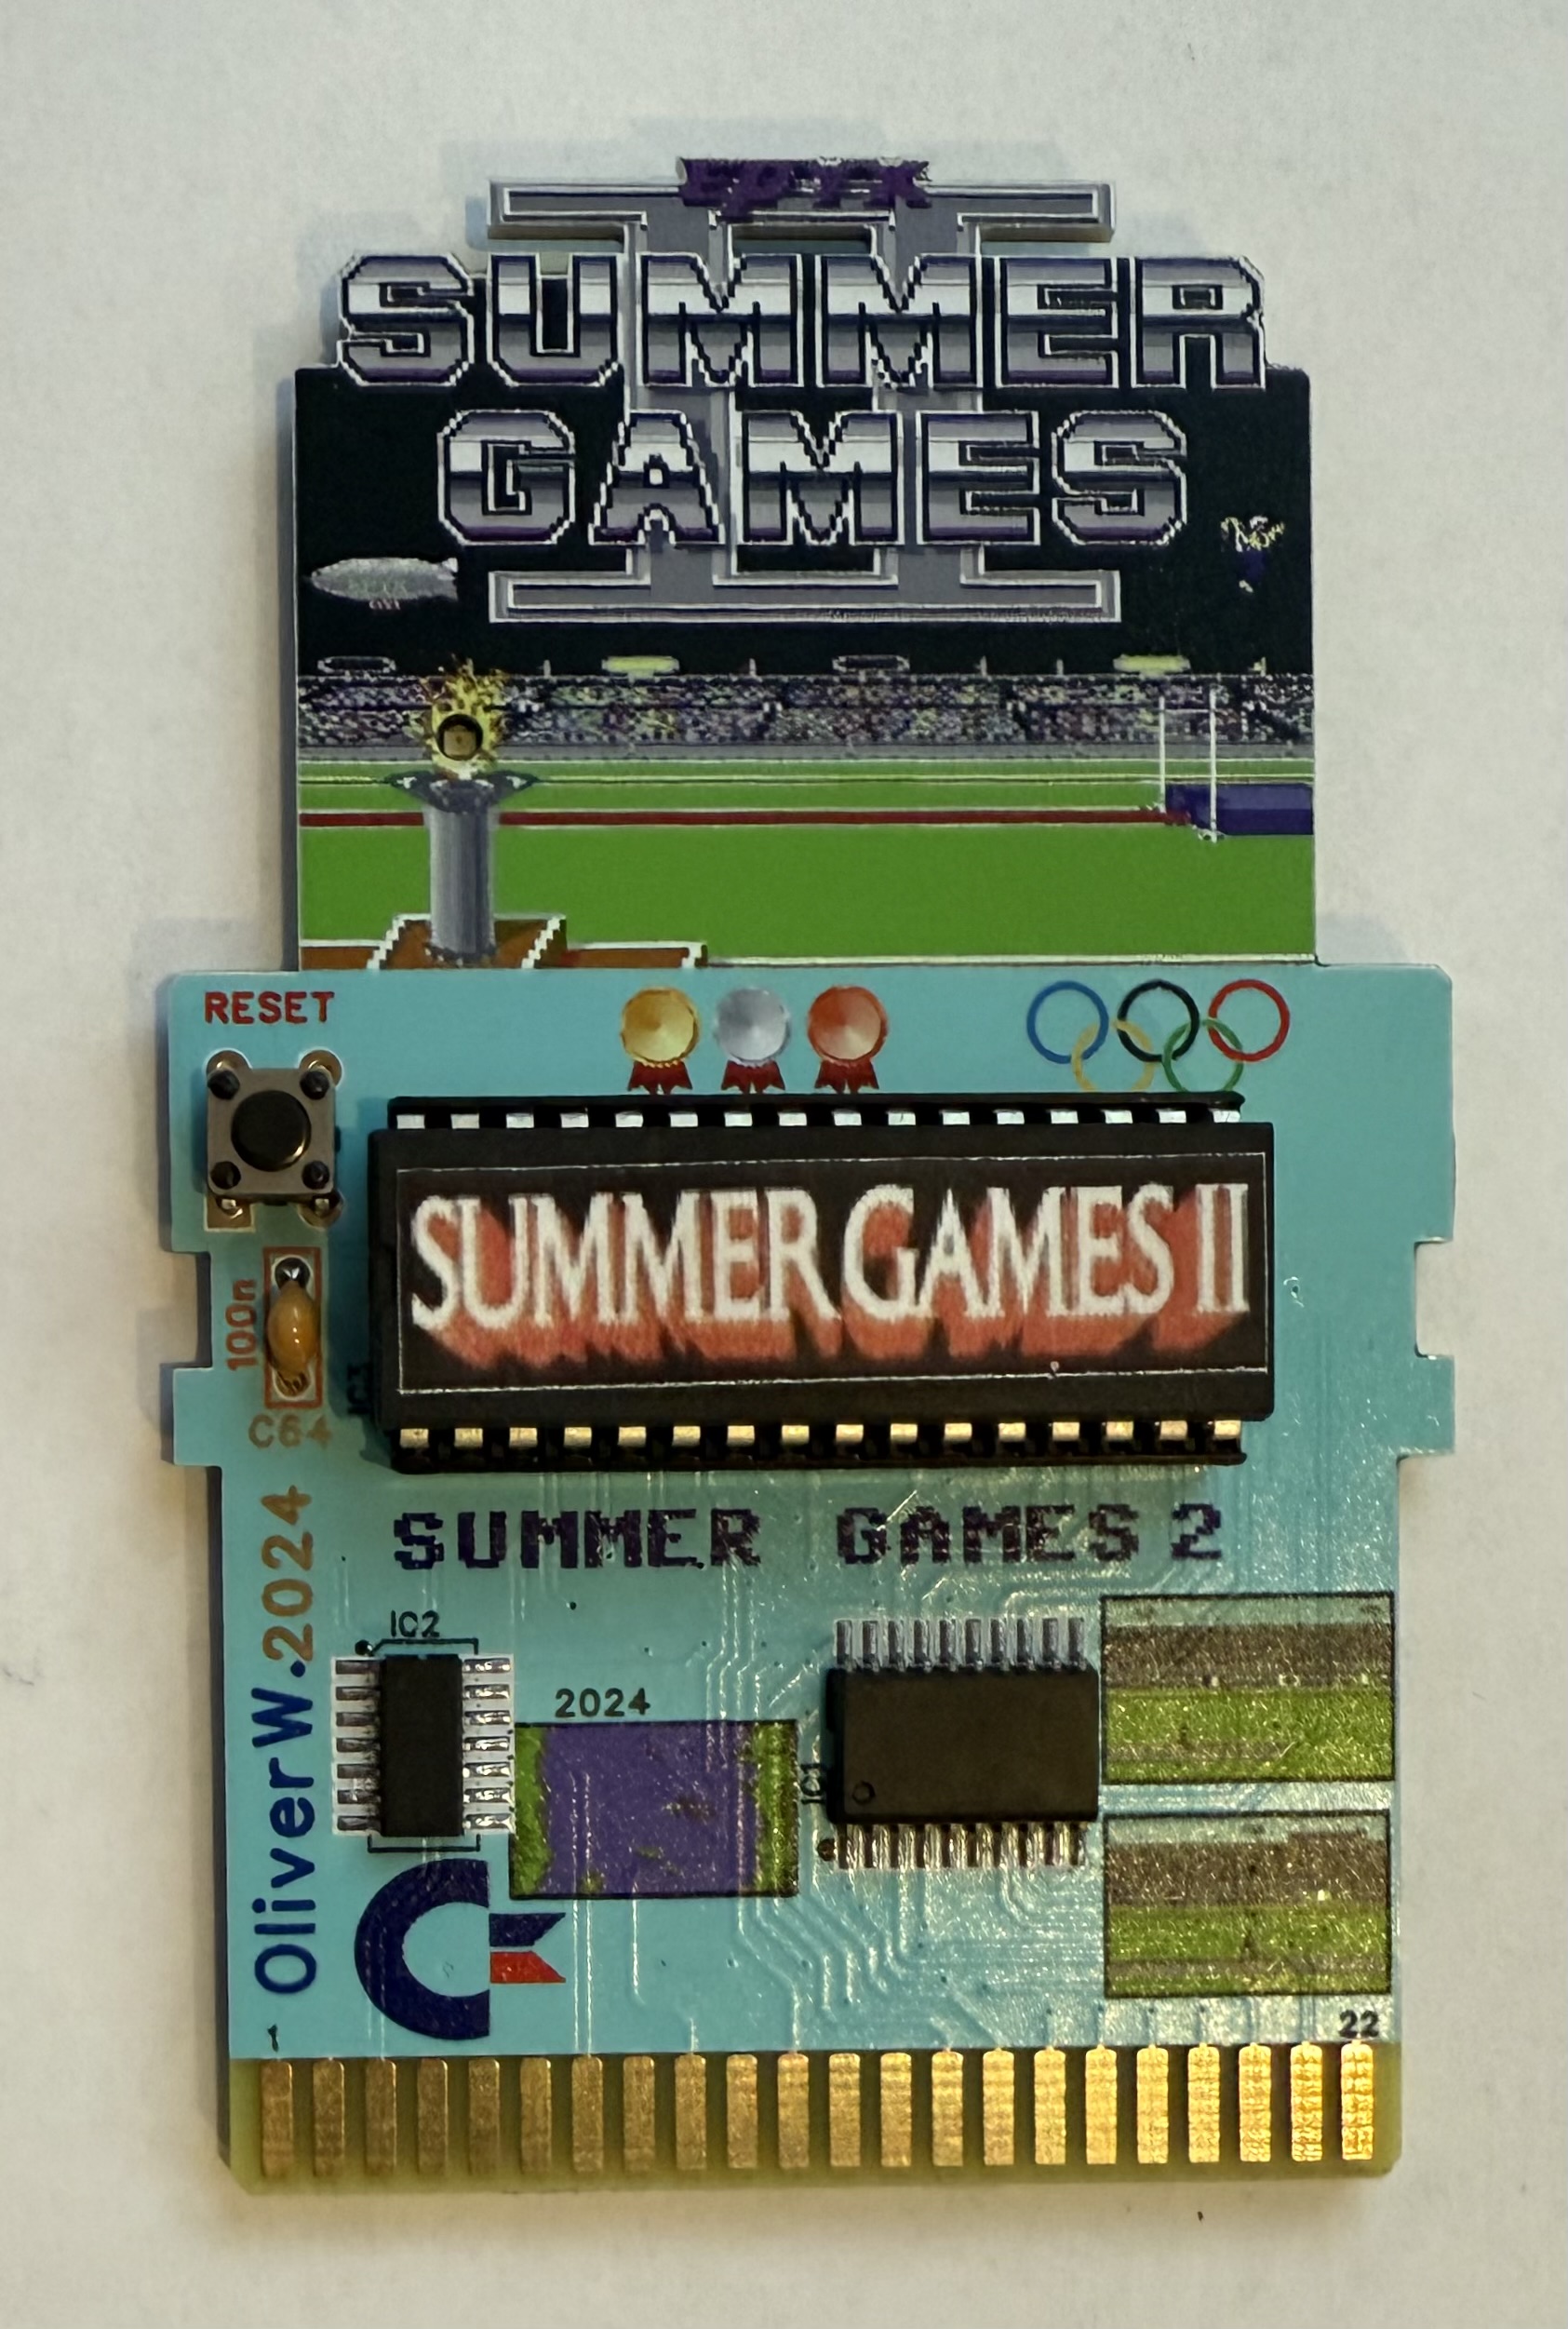 epyx
II
SUMMER
GAMES
RESET
SUMMER GAMES II
100n
C64
SUMMER GAMES 2
OliverW.2024
IC2
2024
IC1
1
22